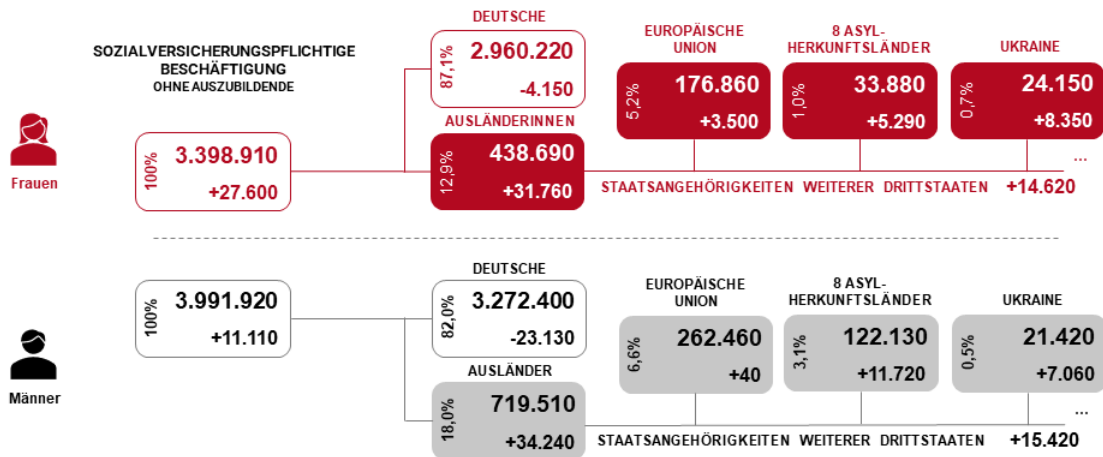 SOZIALVERSICHERUNGSPFLICHTIGE
BESCHÄFTIGUNG
OHNE AUSZUBILDENDE
Frauen
100%
3.398.910
+27.600
DEUTSCHE
87,1%
2.960.220
-4.150
AUSLÄNDERINNEN
12,9%
438.690
+31.760
EUROPÄISCHE
UNION
5,2%
176.860
+3.500
8 ASYL-
HERKUNFTSLÄNDER
1,0%
33.880
+5.290
UKRAINE
0,7%
24.150
+8.350
...
STAATSANGEHÖRIGKEITEN WEITERER DRITTSTAATEN +14.620
Männer
100%
3.991.920
+11.110
DEUTSCHE
82,0%
3.272.400
-23.130
AUSLÄNDER
18,0%
719.510
+34.240
EUROPÄISCHE
UNION
6,6%
262.460
+40
8 ASYL-
HERKUNFTSLÄNDER
3,1%
122.130
+11.720
UKRAINE
0,5%
21.420
+7.060
...
STAATSANGEHÖRIGKEITEN WEITERER DRITTSTAATEN +15.420